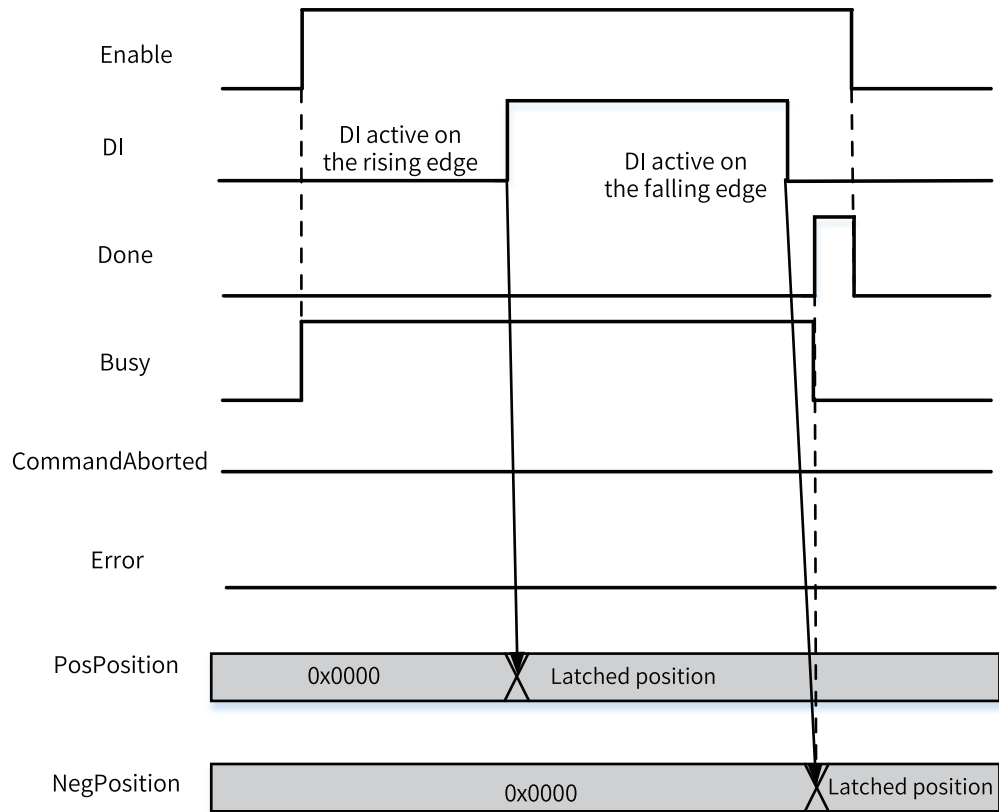 Enable
DI
DI active on
the rising edge
DI active on
the falling edge
Done
Busy
CommandAborted
Error
PosPosition
0x0000
Latched position
NegPosition
0x0000
Latched position